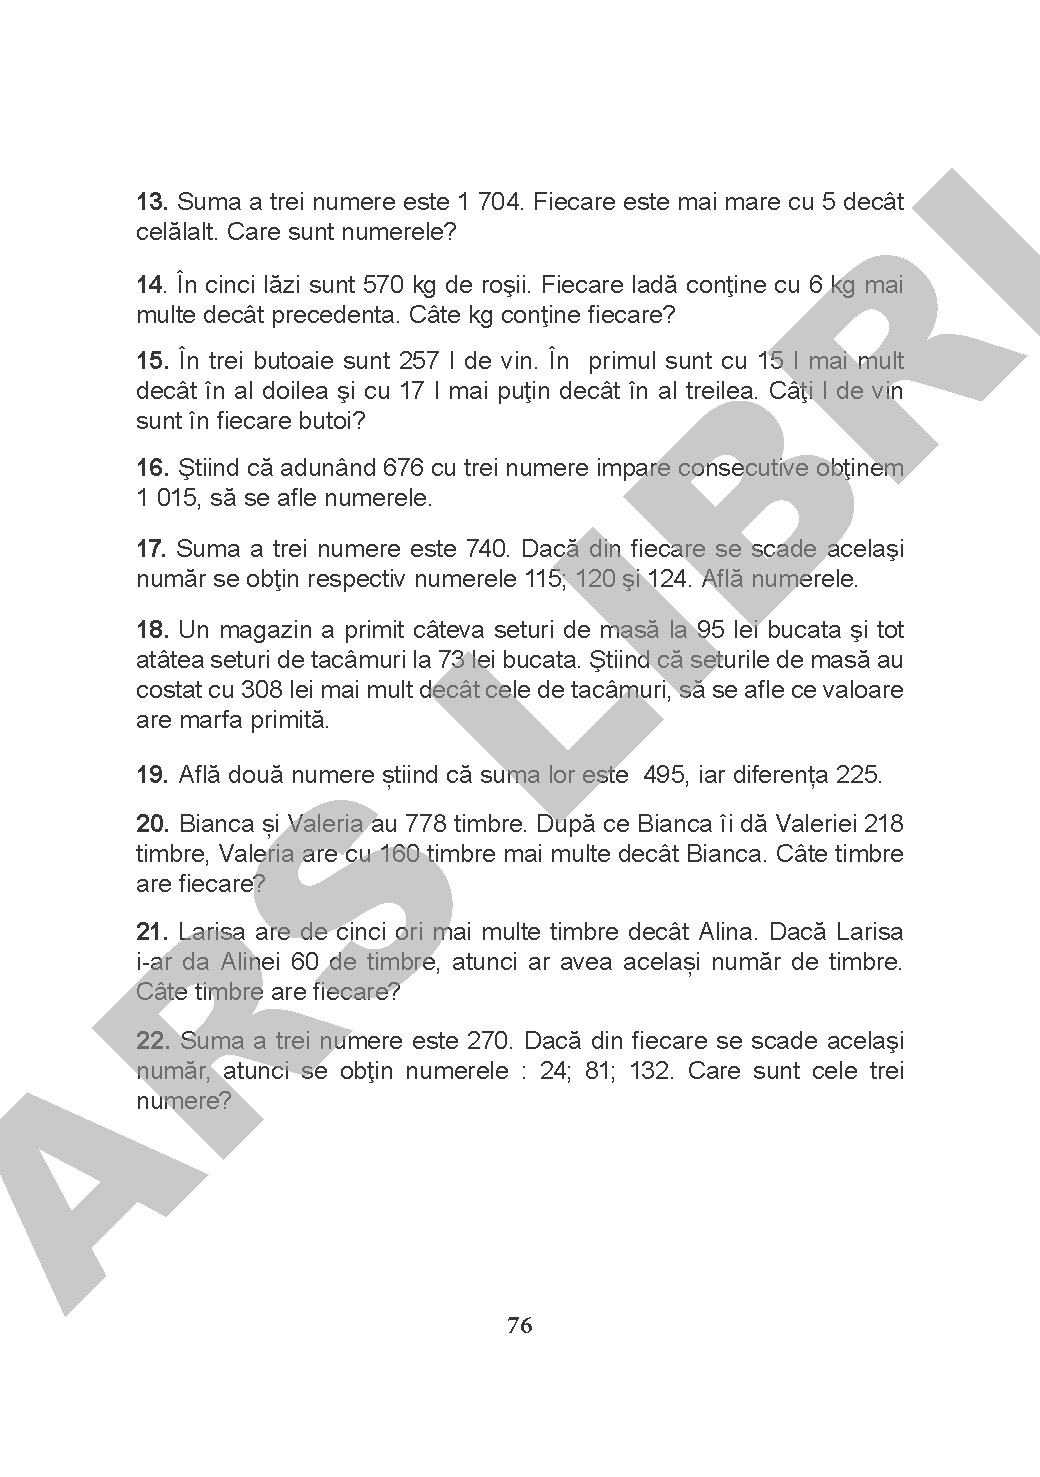 13. Suma a trei numere este 1 704. Fiecare este mai mare cu 5 decât
celălalt. Care sunt numerele?
14. În cinci lăzi sunt 570 kg de roşii. Fiecare ladă conţine cu 6 kg mai
multe decât precedenta. Câte kg conţine fiecare?
15. În trei butoaie sunt 257 l de vin. În primul sunt cu 15 l mai mult
decât în al doilea şi cu 17 l mai puţin decât în al treilea. Câţi l de vin
sunt în fiecare butoi?
16. Ştiind că adunând 676 cu trei numere impare consecutive obţinem
1 015, să se afle numerele.
17. Suma a trei numere este 740. Dacă din fiecare se scade acelaşi
număr se obţin respectiv numerele 115; 120 şi 124. Află numerele.
18. Un magazin a primit câteva seturi de masă la 95 lei bucata şi tot
atâtea seturi de tacâmuri la 73 lei bucata. Ştiind că seturile de masă au
costat cu 308 lei mai mult decât cele de tacâmuri, să se afle ce valoare
are marfa primită.
19. Află două numere știind că suma lor este 495, iar diferența 225.
20. Bianca și Valeria au 778 timbre. După ce Bianca îi dă Valeriei 218
timbre, Valeria are cu 160 timbre mai multe decât Bianca. Câte timbre
are fiecare?
21. Larisa are de cinci ori mai multe timbre decât Alina. Dacă Larisa
i-ar da Alinei 60 de timbre, atunci ar avea același număr de timbre.
Câte timbre are fiecare?
22. Suma a trei numere este 270. Dacă din fiecare se scade acelaşi
număr, atunci se obţin numerele : 24; 81; 132. Care sunt cele trei
numere?
76
ARS LIBRI